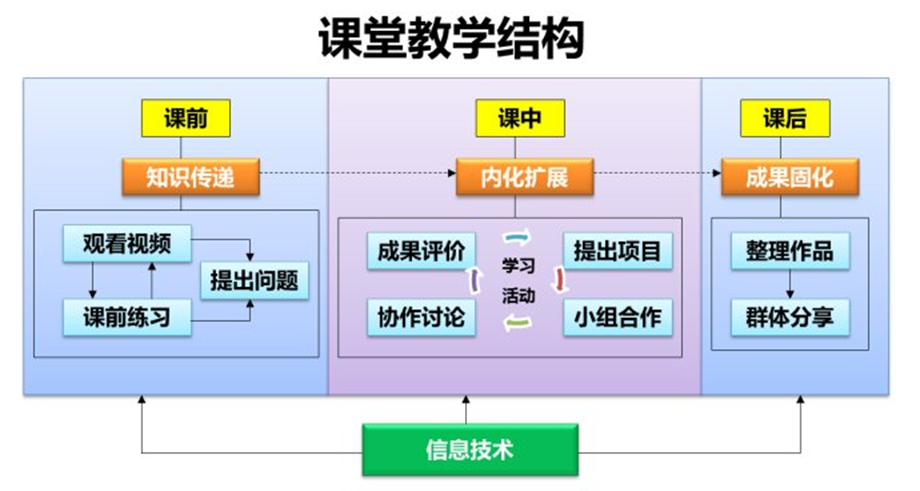 课堂教学结构
课前
课中
课后
知识传递
内化扩展
成果固化
观看视频
提出问题
课前练习
成果评价
提出项目
学习
活动
协作讨论
小组合作
整理作品
群体分享
信息技术